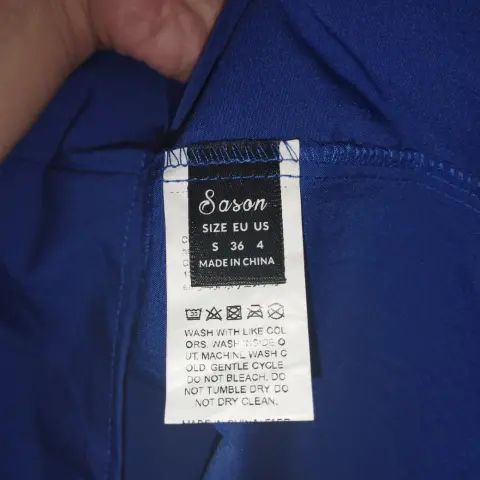 Sason
SIZE EU US
S 36 4
MADE IN CHINA
WASH WITH LIKE COL
ORS. WASH INSIDE O
UT. MACHINE WASH C
OLD. GENTLE CYCLE.
DO NOT BLEACH. DO
NOT TUMBLE DRY.
DO NOT DRY CLEAN.